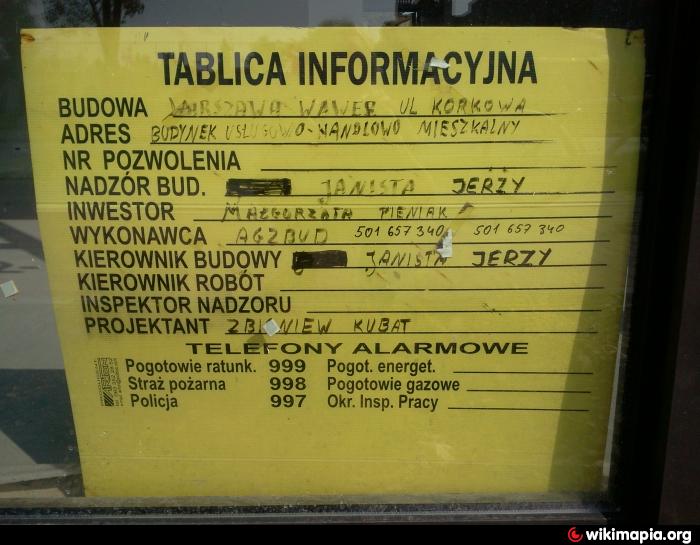 TABLICA INFORMACYJNA
BUDOWA WARSZAWA WAWER UL KORKOWA
ADRES BUDYNEK USŁUGOWO-HANDLOWO MIESZKALNY
NR POZWOLENIA
NADZÓR BUD. JANISTA JERZY
INWESTOR MAŁGORZATA PIENIAK
WYKONAWCA AGZBUD 501 657 340 501 657 340
KIEROWNIK BUDOWY JANISTA JERZY
KIEROWNIK ROBÓT
INSPEKTOR NADZORU
PROJEKTANT ZBIGNIEW KUBAT
TELEFONY ALARMOWE
Pogotowie ratunk. 999 Pogot. energet.
Straż pożarna 998 Pogotowie gazowe
Policja 997 Okr. Insp. Pracy
wikimapia.org